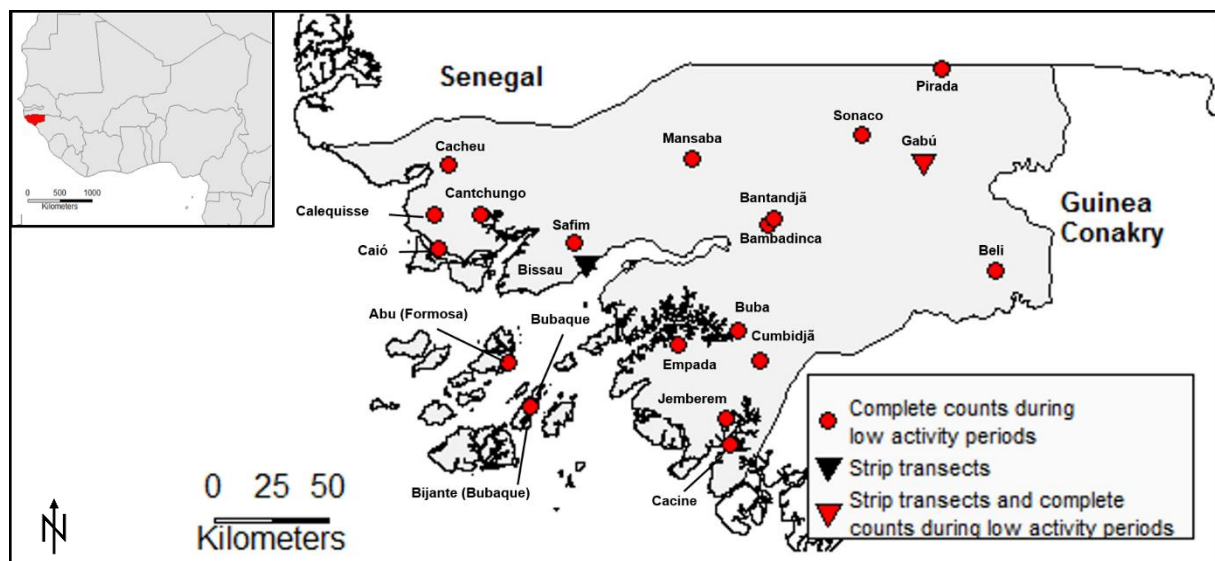 0 500 1000
Kilometers
Senegal
Pirada
Sonaco
Gabú
Mansaba
Cacheu
Cantchungo
Calequisse
Bantandjã
Bambadinca
Guinea
Conakry
Safim
Caió
Bissau
Beli
Abu (Formosa)
Bubaque
Buba
Cumbidjã
Empada
Jemberem
Cacine
Bijante (Bubaque)
0 25 50
Kilometers
N
Complete counts during
low activity periods
Strip transects
Strip transects and complete
counts during low activity periods